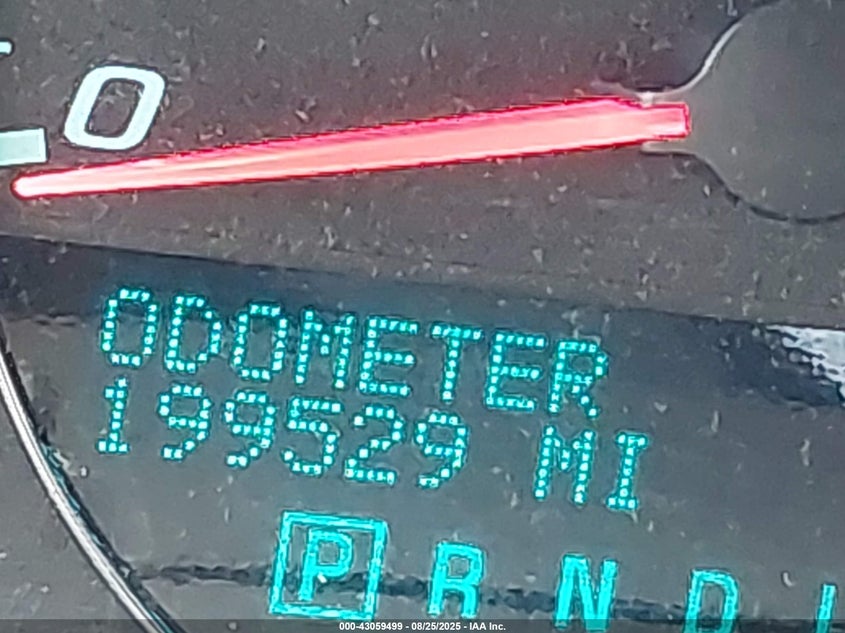 0
ODOMETER
199529 MI
P R N D
000-43059499 - 08/25/2025 - IAA Inc.